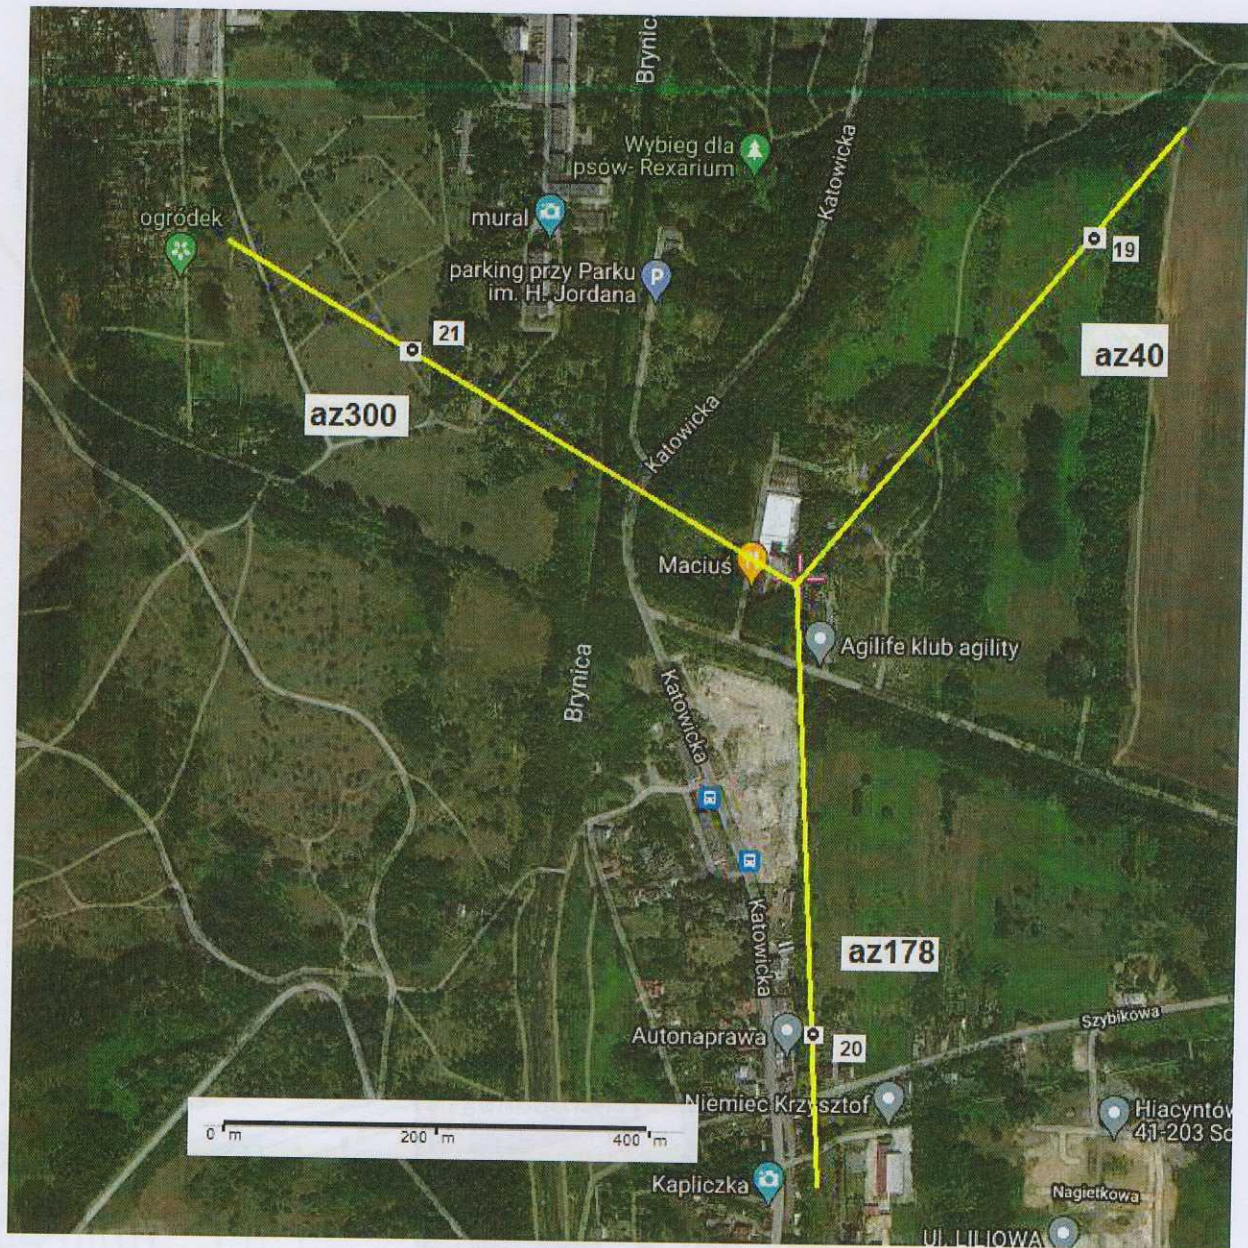 Brynic
Wybieg dla
psów- Rexarium
Katowicka
ogródek
mural
19
parking przy Parku
im. H. Jordana
21
az40
az300
Katowicka
Maciuś
Agilife klub agility
Brynica
Katowicka
Katowicka
az178
Szybikowa
Autonaprawa
20
Niemiec Krzysztof
Hiacyntów
41-203 So
0 m
200 m
400 m
Kapliczka
Nagietkowa
Ul. LILIOWA